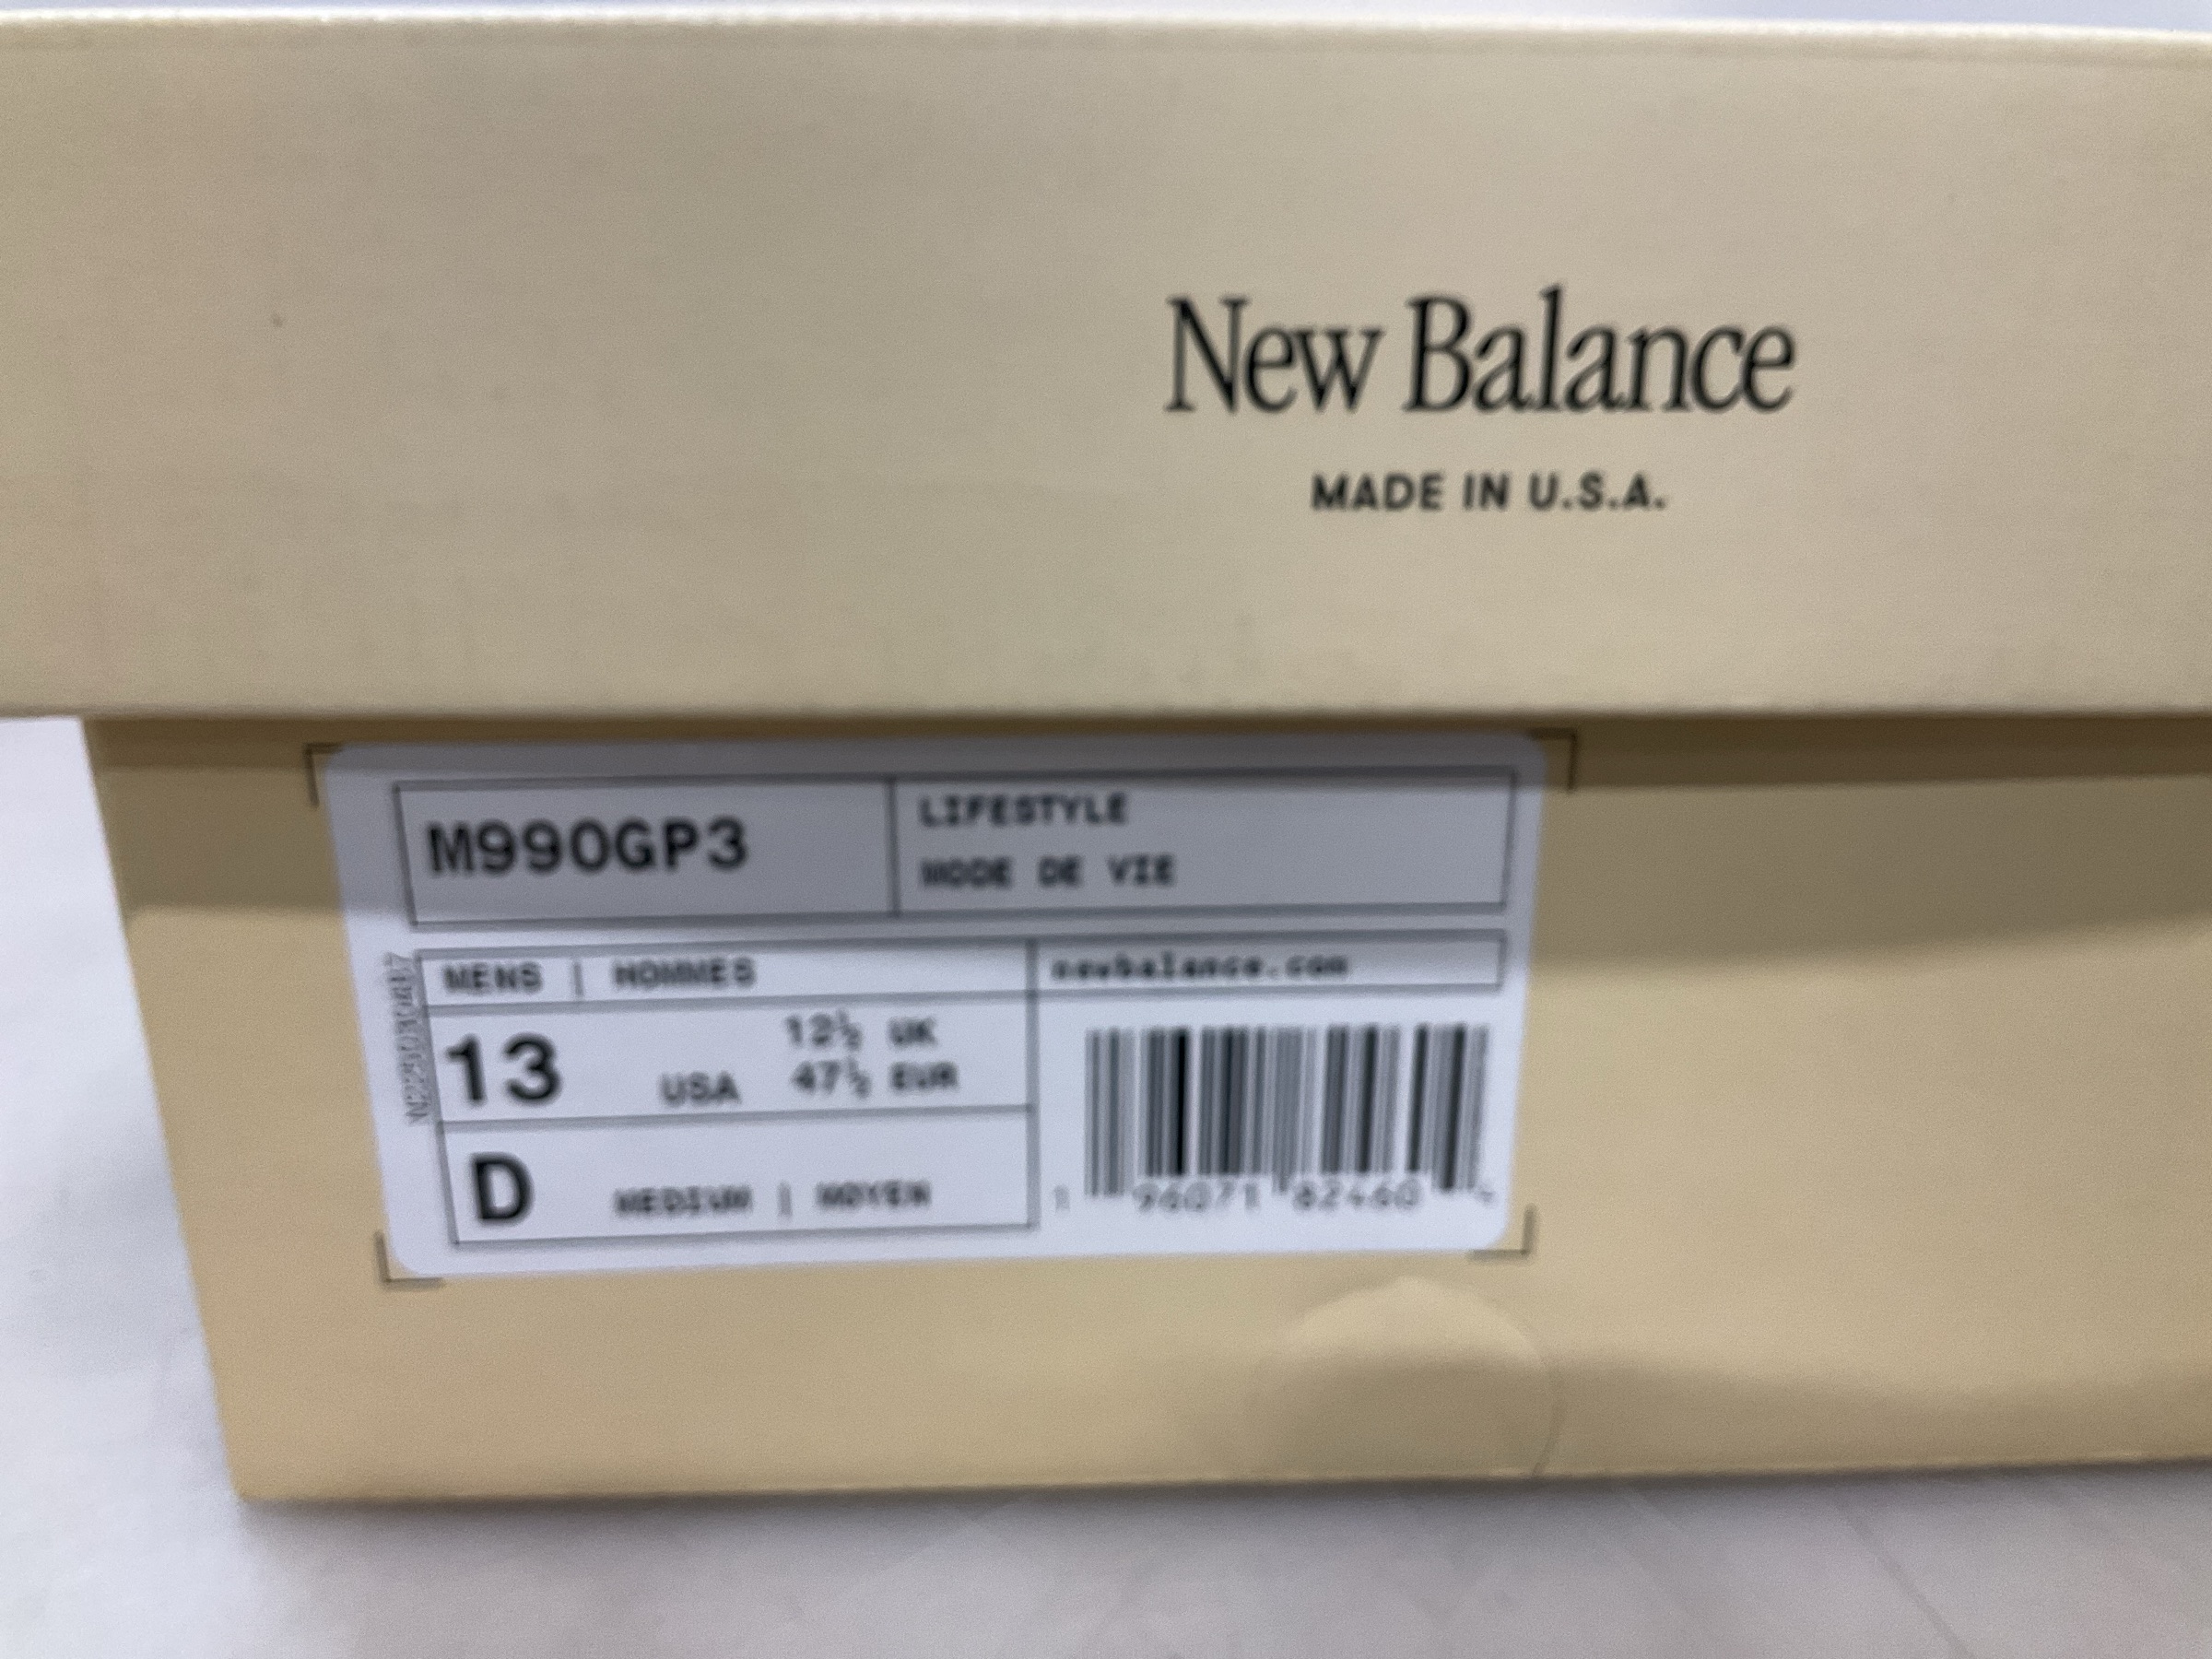 New Balance
MADE IN U.S.A.
M990GP3
LIFESTYLE
MODE DE VIE
MENS | HOMMES
newbalance.com
13 USA
12½ UK
47½ EUR
D MEDIUM | MOYEN
1 96071 82460 4